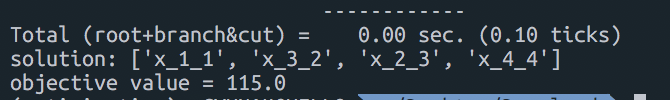 ------------
Total (root+branch&cut) =    0.00 sec. (0.10 ticks)
solution: ['x_1_1', 'x_3_2', 'x_2_3', 'x_4_4']
objective value = 115.0